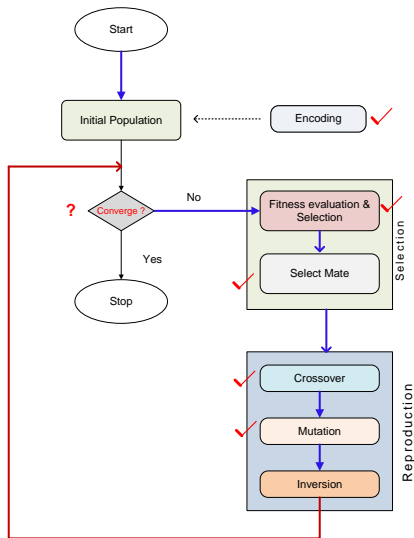 Start
Initial Population
Encoding
?
Converge ?
No
Yes
Stop
Fitness evaluation &
Selection
Select Mate
Selection
Crossover
Mutation
Inversion
Reproduction